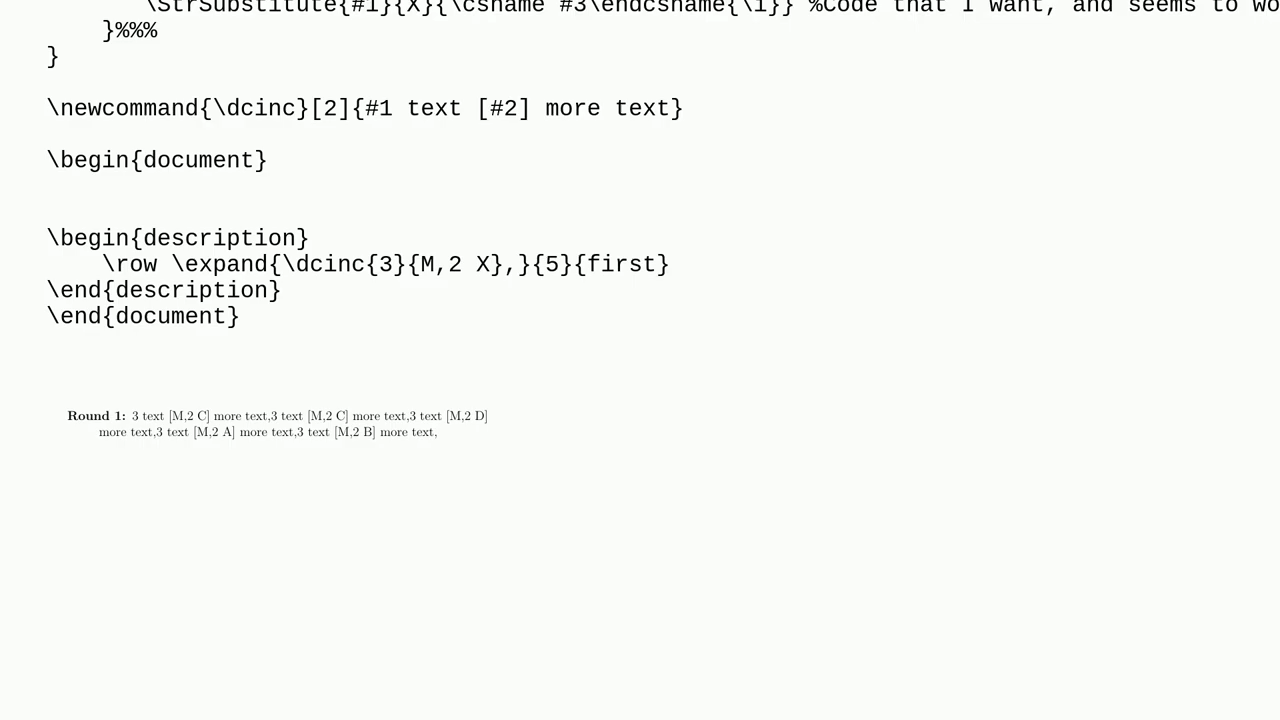 \StrSubstitute{#1}{X}{\csname #3\endcsname{\i}} %Code that I want, and seems to wo
}%%%
}
\newcommand{\dcinc}[2]{#1 text [#2] more text}
\begin{document}
\begin{description}
\row \expand{\dcinc{3}{M,2 X},}{5}{first}
\end{description}
\end{document}
Round 1: 3 text [M,2 C] more text,3 text [M,2 C] more text,3 text [M,2 D]
more text,3 text [M,2 A] more text,3 text [M,2 B] more text,